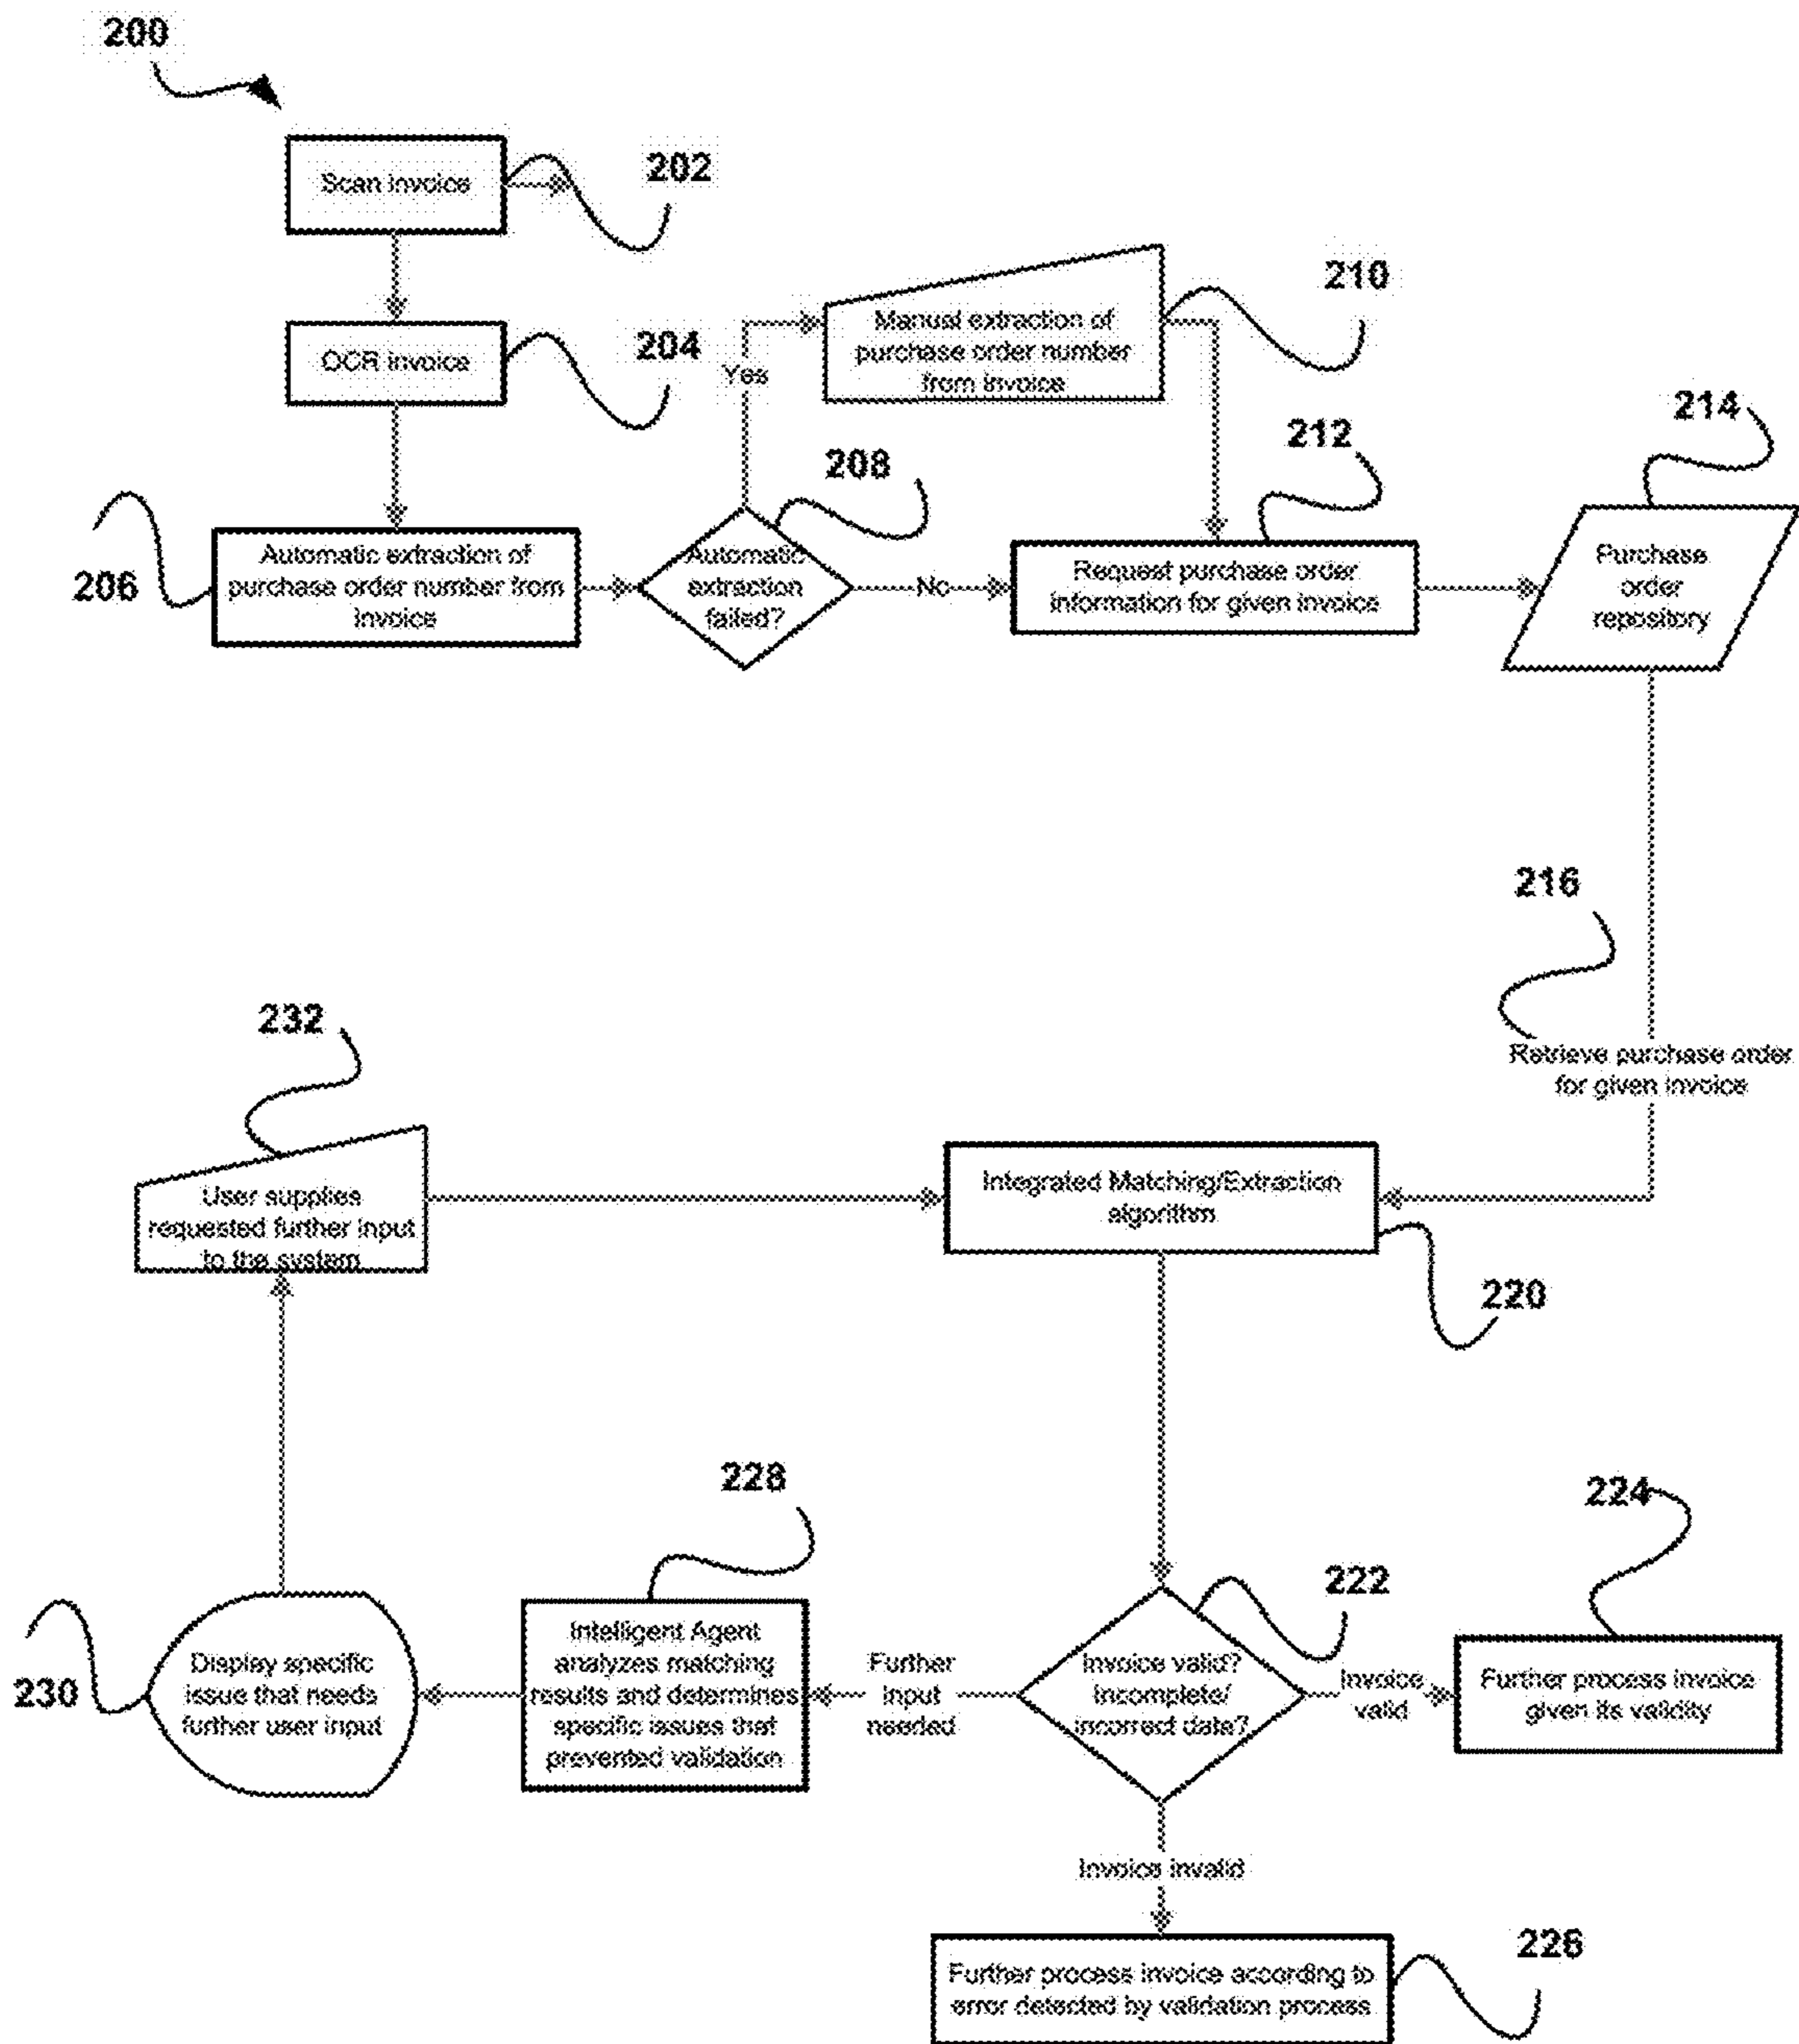 200
Scan invoice
202
OCR invoice
204
206
Automatic extraction of
purchase order number from
invoice
208
Automatic
extraction
failed?
Yes
No
210
Manual extraction of
purchase order number
from invoice
212
Request purchase order
information for given invoice
214
Purchase
order
repository
216
Retrieve purchase order
for given invoice
232
User supplies
requested further input
to the system
Integrated Matching/Extraction
algorithm
220
222
Invoice valid?
Incomplete/
incorrect data?
Invoice
valid
224
Further process invoice
given its validity
Further
input
needed
228
Intelligent Agent
analyzes matching
results and determines
specific issues that
prevented validation
230
Display specific
issue that needs
further user input
Invoice invalid
226
Further process invoice according to
error detected by validation process